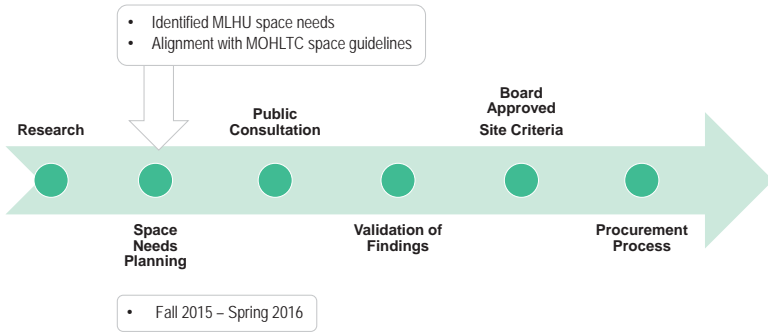 • Identified MLHU space needs
• Alignment with MOHLTC space guidelines
Research
Public
Consultation
Board
Approved
Site Criteria
Space
Needs
Planning
Validation of
Findings
Procurement
Process
• Fall 2015 – Spring 2016